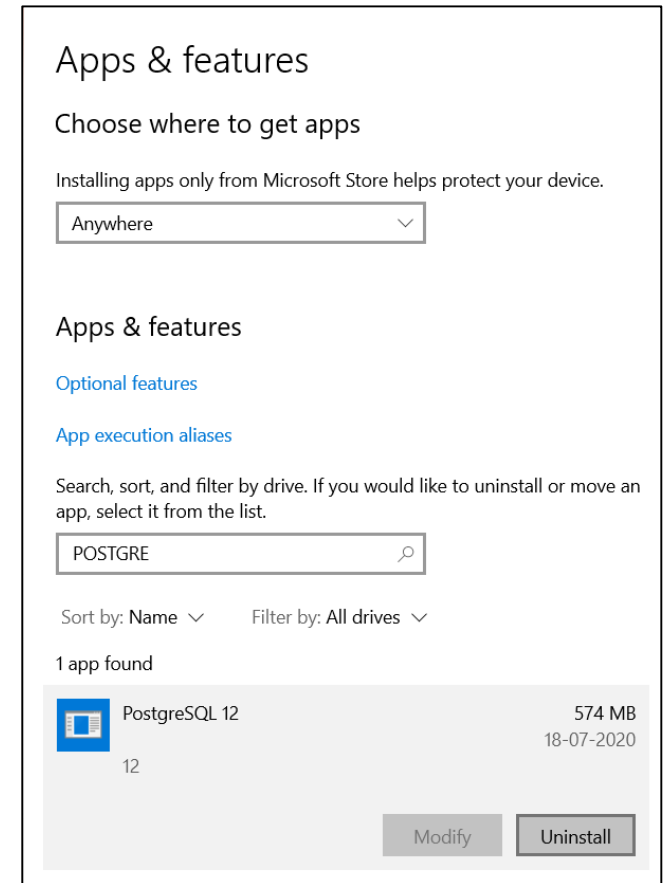 Apps & features
Choose where to get apps
Installing apps only from Microsoft Store helps protect your device.
Anywhere
Apps & features
Optional features
App execution aliases
Search, sort, and filter by drive. If you would like to uninstall or move an
app, select it from the list.
POSTGRE
Sort by: Name Filter by: All drives
1 app found
PostgreSQL 12 574 MB
18-07-2020
12
Modify Uninstall